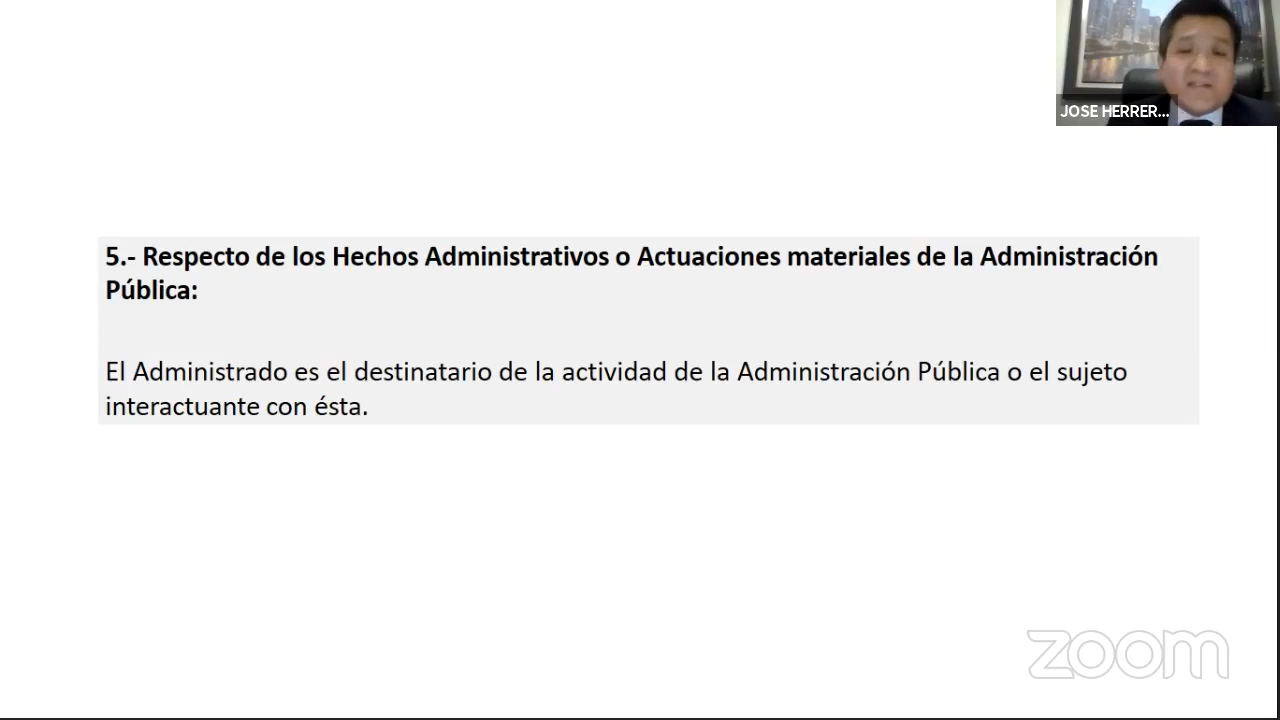 JOSE HERRER...
5.- Respecto de los Hechos Administrativos o Actuaciones materiales de la Administración
Pública:
El Administrado es el destinatario de la actividad de la Administración Pública o el sujeto
interactuante con ésta.
zoom